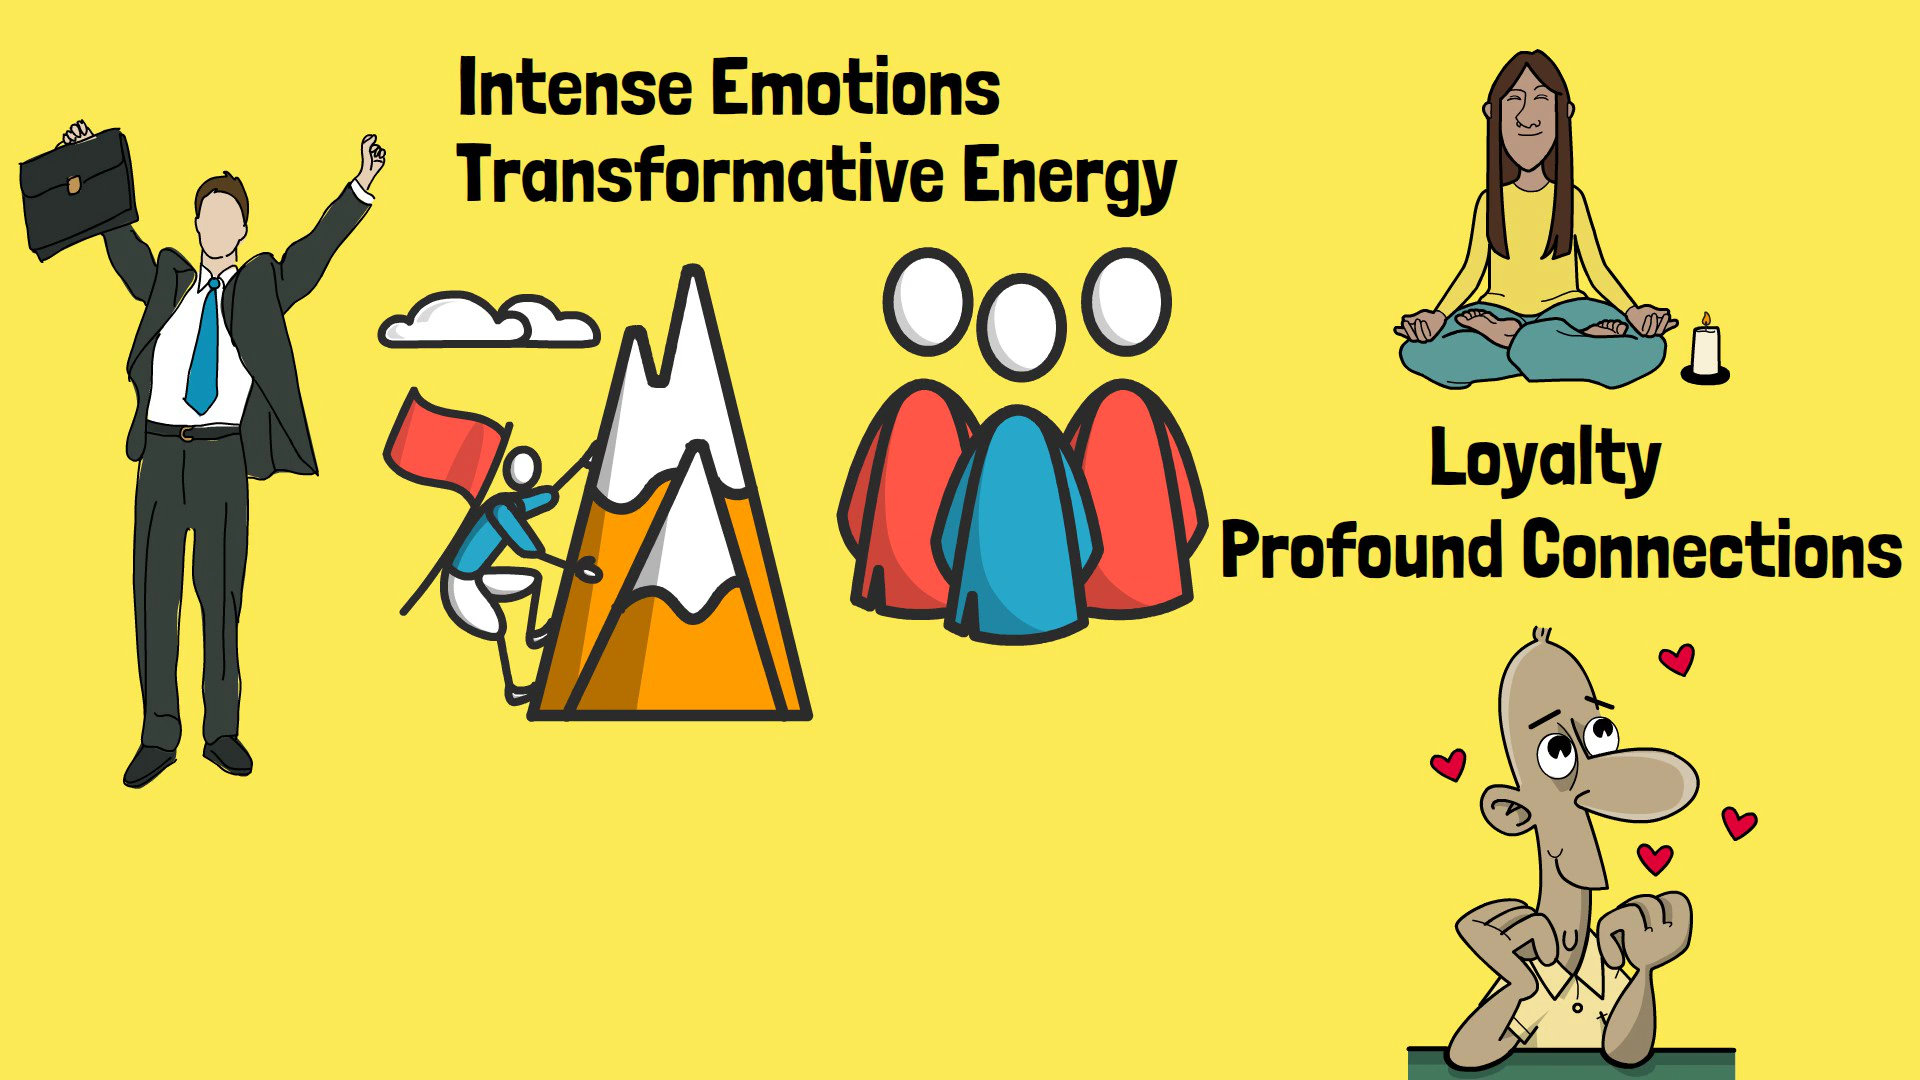 Intense Emotions
Transformative Energy
Loyalty
Profound Connections